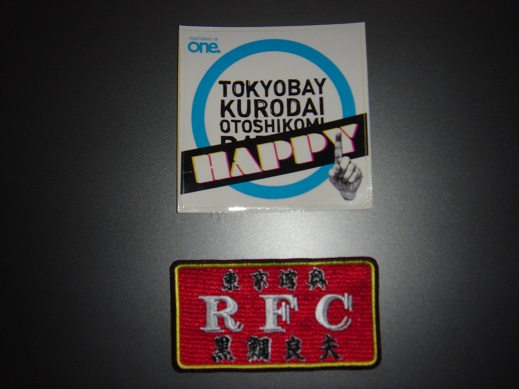 one.
TOKYOBAY
KURODAI
OTOSHIKOMI
HAPPY
東京湾奥
RFC
黒鯛良夫